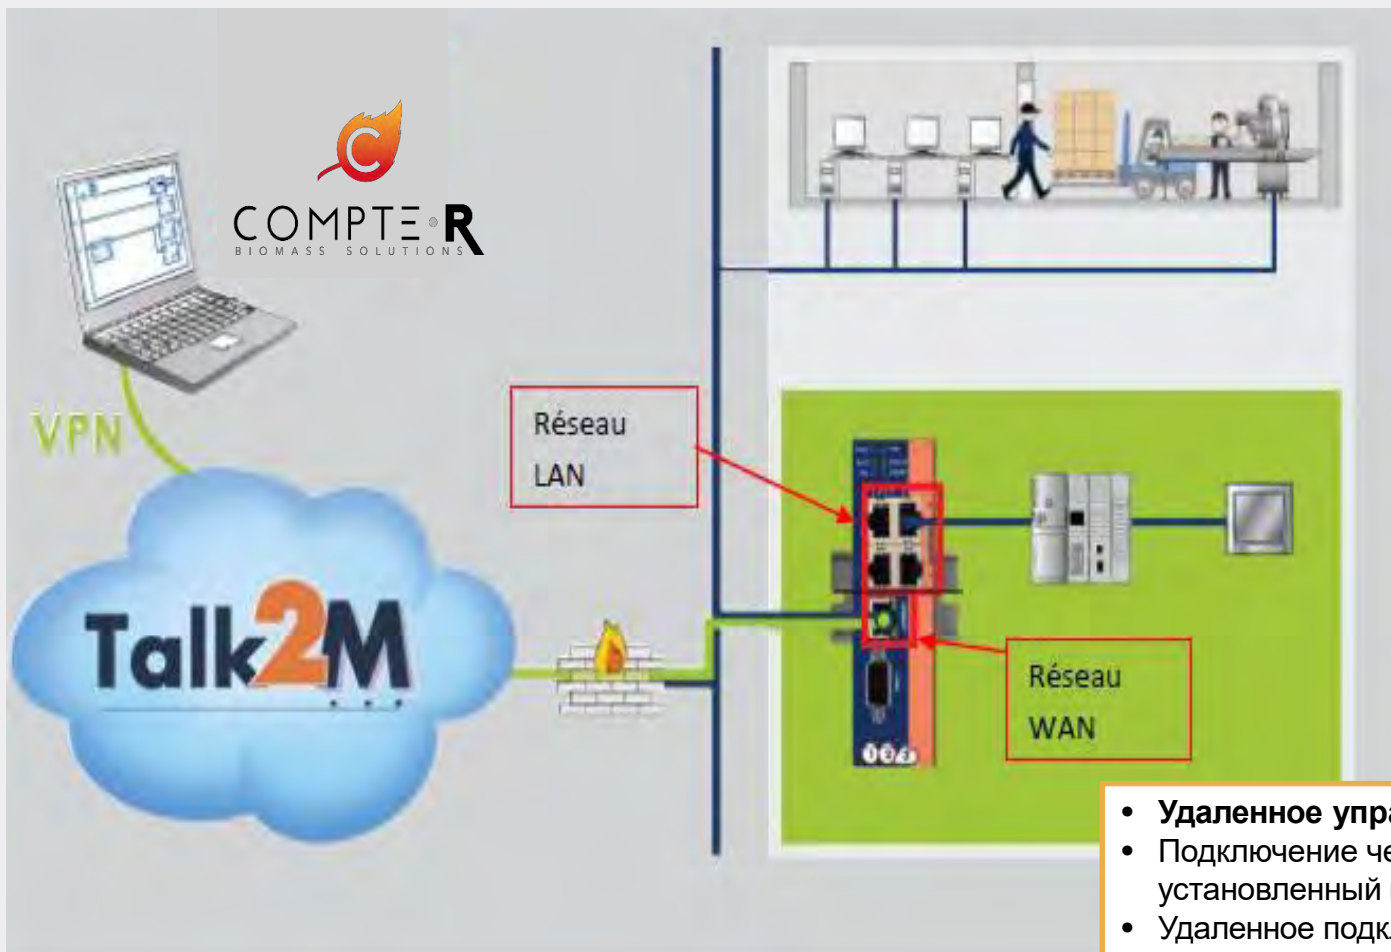 C
COMPTE®R
BIOMASS SOLUTIONS
VPN
Talk2M
Réseau
LAN
Réseau
WAN
• Удаленное упра
• Подключение че
установленный
• Удаленное подк